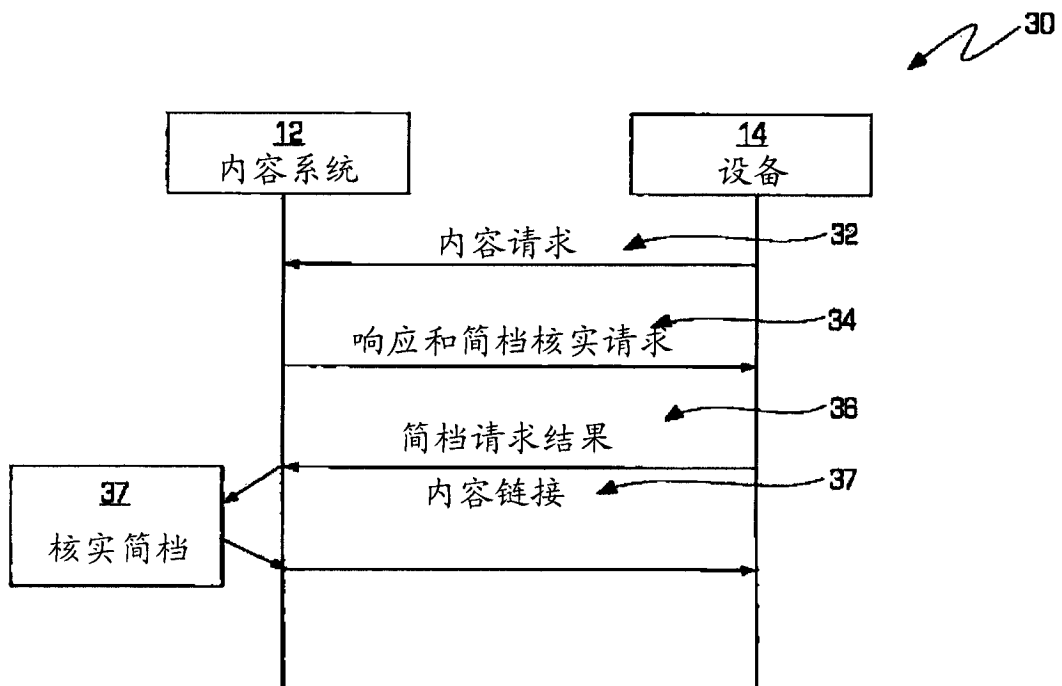 30
12
内容系统
14
设备
内容请求
32
响应和简档核实请求
34
36
简档请求结果
37
核实简档
内容链接
37